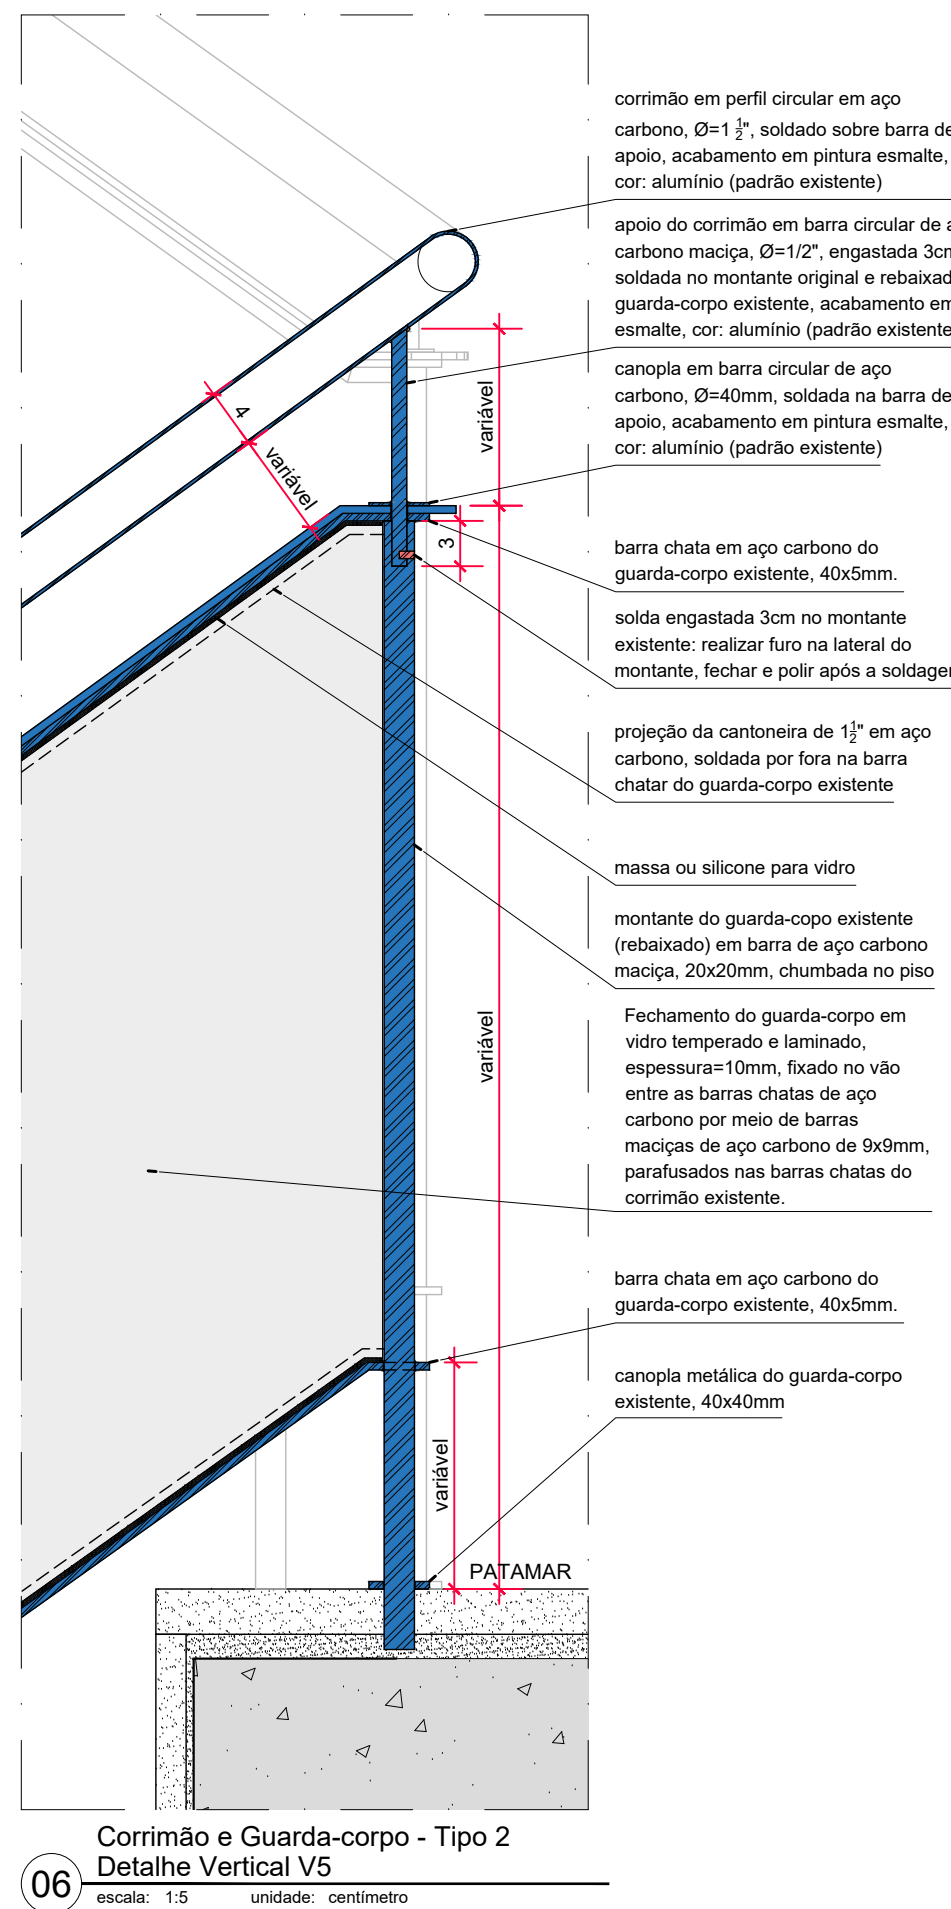 corrimão em perfil circular em aço
carbono, Ø=1 1/2", soldado sobre barra de
apoio, acabamento em pintura esmalte,
cor: alumínio (padrão existente)
apoio do corrimão em barra circular de
carbono maciça, Ø=1/2", engastada 3cm
soldada no montante original e
guarda-corpo existente, acabamento em
esmalte, cor: alumínio (padrão existente
canopla em barra circular de aço
carbono, Ø=40mm, soldada na barra de
apoio, acabamento em pintura esmalte,
cor: alumínio (padrão existente)
variável
4
variável
3
barra chata em aço carbono do
guarda-corpo existente, 40x5mm.
solda engastada 3cm no montante
existente: realizar furo na lateral do
montante, fechar e polir após a
projeção da cantoneira de 1 1/2" em aço
carbono, soldada por fora na barra
chatar do guarda-corpo existente
massa ou silicone para vidro
montante do guarda-copo existente
(rebaixado) em barra de aço carbono
maciça, 20x20mm, chumbada no piso
variável
Fechamento do guarda-corpo em
vidro temperado e laminado,
espessura=10mm, fixado no vão
entre as barras chatas de aço
carbono por meio de barras
maciças de aço carbono de 9x9mm,
parafusados nas barras chatas do
corrimão existente.
barra chata em aço carbono do
guarda-corpo existente, 40x5mm.
canopla metálica do guarda-corpo
existente, 40x40mm
variável
PATAMAR
Corrimão e Guarda-corpo - Tipo 2
Detalhe Vertical V5
06
escala: 1:5 unidade: centímetro